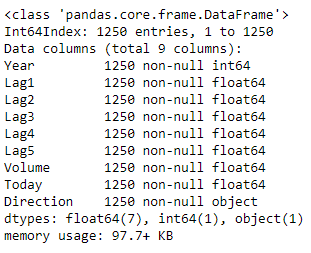 <class 'pandas.core.frame.DataFrame'>
Int64Index: 1250 entries, 1 to 1250
Data columns (total 9 columns):
Year         1250 non-null int64
Lag1         1250 non-null float64
Lag2         1250 non-null float64
Lag3         1250 non-null float64
Lag4         1250 non-null float64
Lag5         1250 non-null float64
Volume       1250 non-null float64
Today        1250 non-null float64
Direction    1250 non-null object
dtypes: float64(7), int64(1), object(1)
memory usage: 97.7+ KB